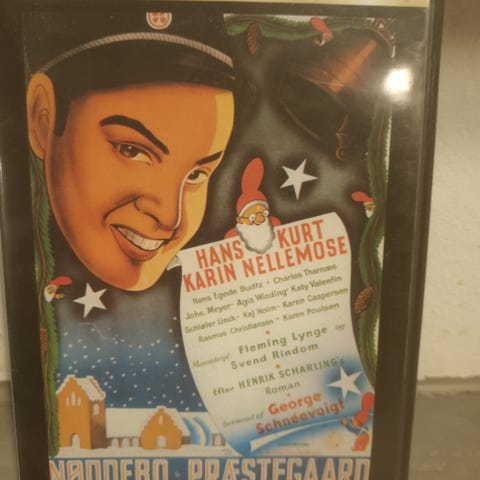 HANS KURT
KARIN NELLEMOSE
Hans Egede Budtz • Charles Tharnæs
Johs. Meyer • Agis Winding • Katy Valentin
Schiøler Linck • Kaj Holm • Karen Caspersen
Rasmus Christiansen • Karen Poulsen
Manuskript Fleming Lynge og
Svend Rindom
Efter HENRIK SCHARLING's
Roman
Iscenesat af George
Schnéevoigt
NØDDEBO • PRÆSTEGAARD